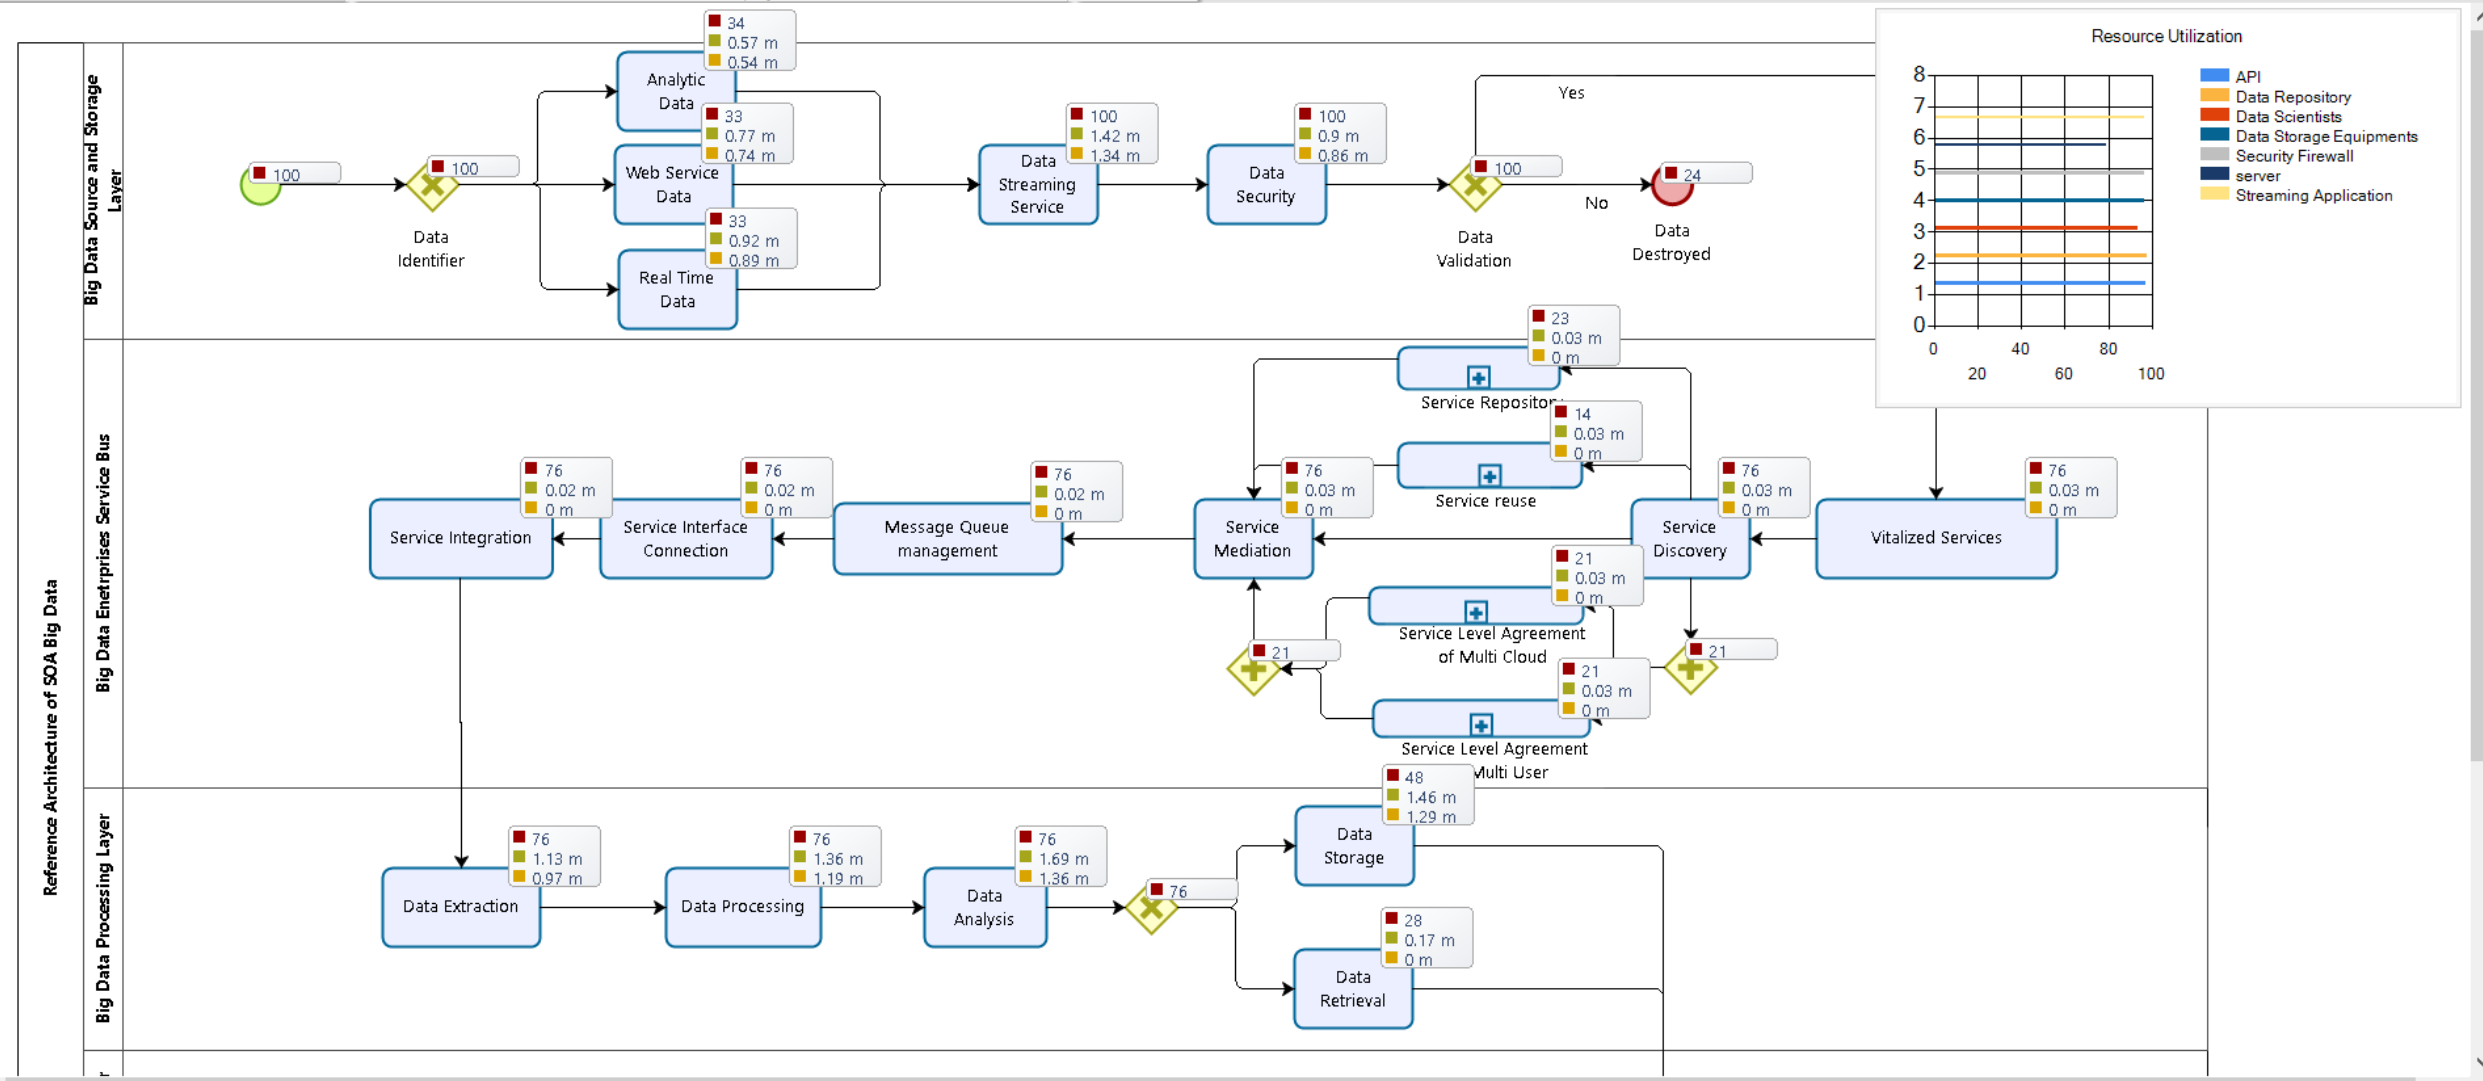 Reference Architecture of SOA Big Data
Big Data Source and Storage
Layer
100
100
Data
Identifier
34
0.57 m
0.54 m
Analytic
Data
33
0.77 m
0.74 m
Web Service
Data
33
0.92 m
0.89 m
Real Time
Data
100
1.42 m
1.34 m
Data
Streaming
Service
100
0.9 m
0.86 m
Data
Security
Yes
100
Data
Validation
No
24
Data
Destroyed
Resource Utilization
8
7
6
5
4
3
2
1
0
0
40
80
20
60
100
API
Data Repository
Data Scientists
Data Storage Equipments
Security Firewall
server
Streaming Application
Big Data Enetrprises Service Bus
23
0.03 m
0 m
Service Repository
14
0.03 m
0 m
Service reuse
76
0.02 m
0 m
Service Integration
76
0.02 m
0 m
Service Interface
Connection
76
0.02 m
0 m
Message Queue
management
76
0.03 m
0 m
Service
Mediation
76
0.03 m
0 m
Service
Discovery
76
0.03 m
0 m
Vitalized Services
21
0.03 m
0 m
Service Level Agreement
of Multi Cloud
21
21
21
0.03 m
0 m
Service Level Agreement
Multi User
Big Data Processing Layer
76
1.13 m
0.97 m
Data Extraction
76
1.36 m
1.19 m
Data Processing
76
1.69 m
1.36 m
Data
Analysis
76
48
1.46 m
1.29 m
Data
Storage
28
0.17 m
0 m
Data
Retrieval